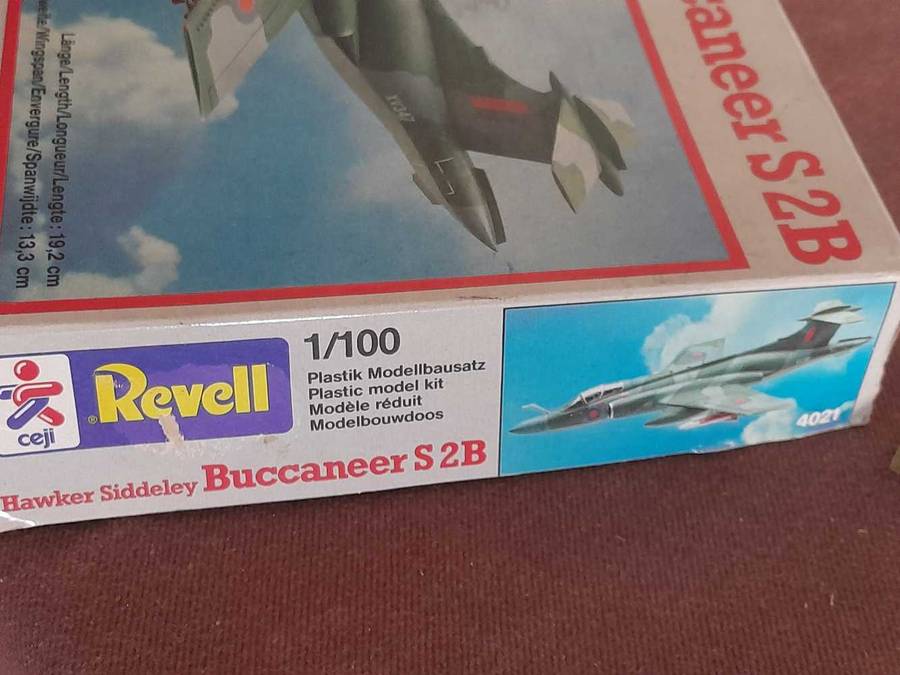 Länge/Length/Longueur/Lengte: 19,2 cm
/Wingspan/Envergure/Spanwijdte: 13,3 cm
XV347
caneer S 2B
ceji
®Revell
1/100
Plastik Modellbausatz
Plastic model kit
Modèle réduit
Modelbouwdoos
Hawker Siddeley Buccaneer S 2B
4021